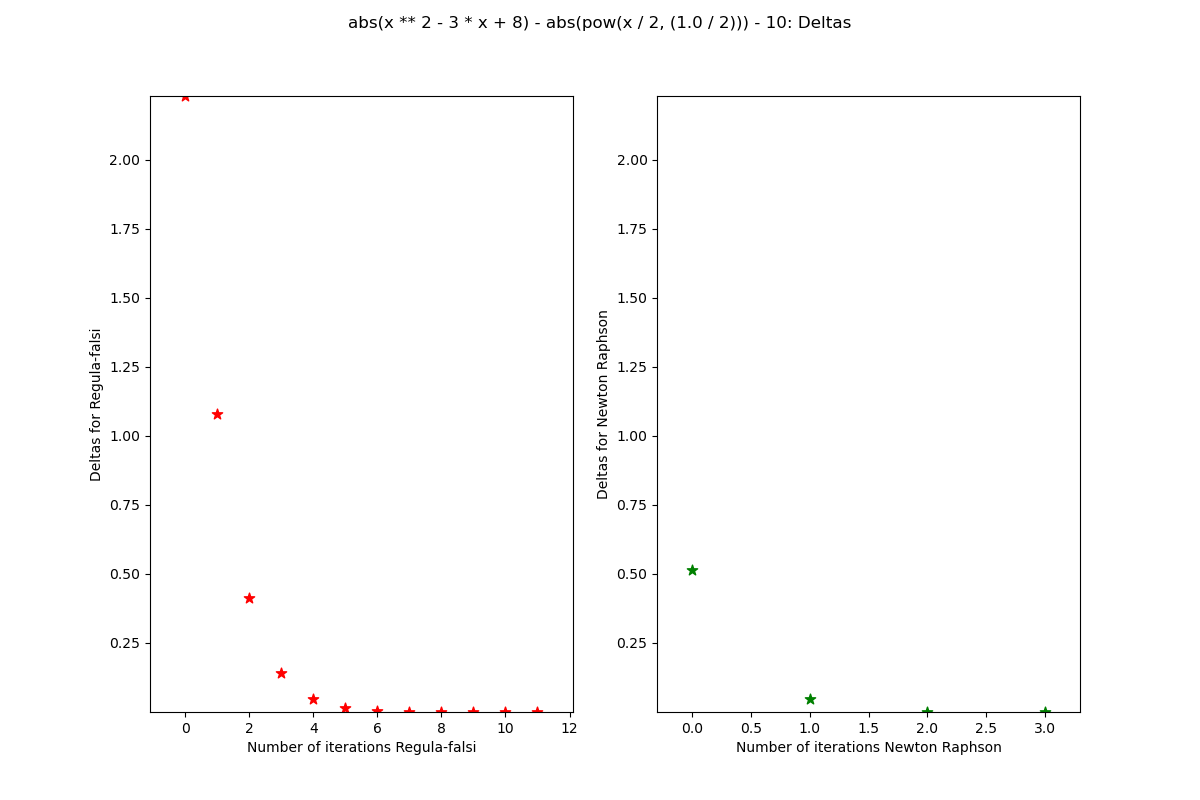 abs(x ** 2 - 3 * x + 8) - abs(pow(x / 2, (1.0 / 2))) - 10: Deltas
Deltas for Regula-falsi
2.00
1.75
1.50
1.25
1.00
0.75
0.50
0.25
0 2 4 6 8 10 12
Number of iterations Regula-falsi
Deltas for Newton Raphson
2.00
1.75
1.50
1.25
1.00
0.75
0.50
0.25
0.0 0.5 1.0 1.5 2.0 2.5 3.0
Number of iterations Newton Raphson